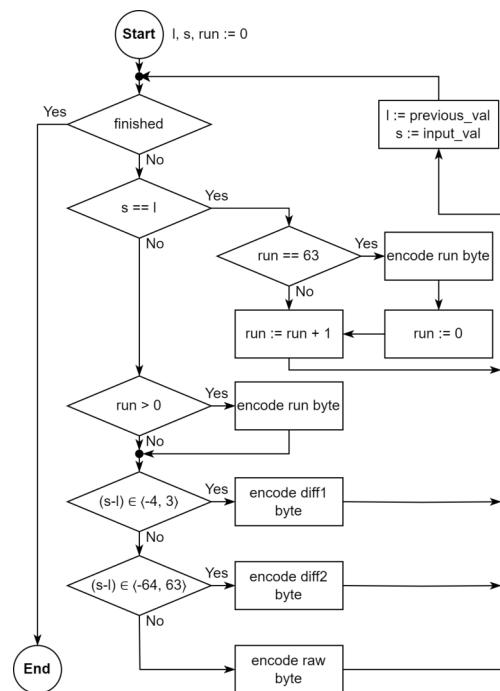 Start
l, s, run := 0
Yes
finished
No
l := previous_val
s := input_val
s == l
Yes
No
run == 63
Yes
encode run byte
No
run := run + 1
run := 0
run > 0
Yes
encode run byte
No
(s-l) ∈ ⟨-4, 3⟩
Yes
encode diff1
byte
No
(s-l) ∈ ⟨-64, 63⟩
Yes
encode diff2
byte
No
End
encode raw
byte